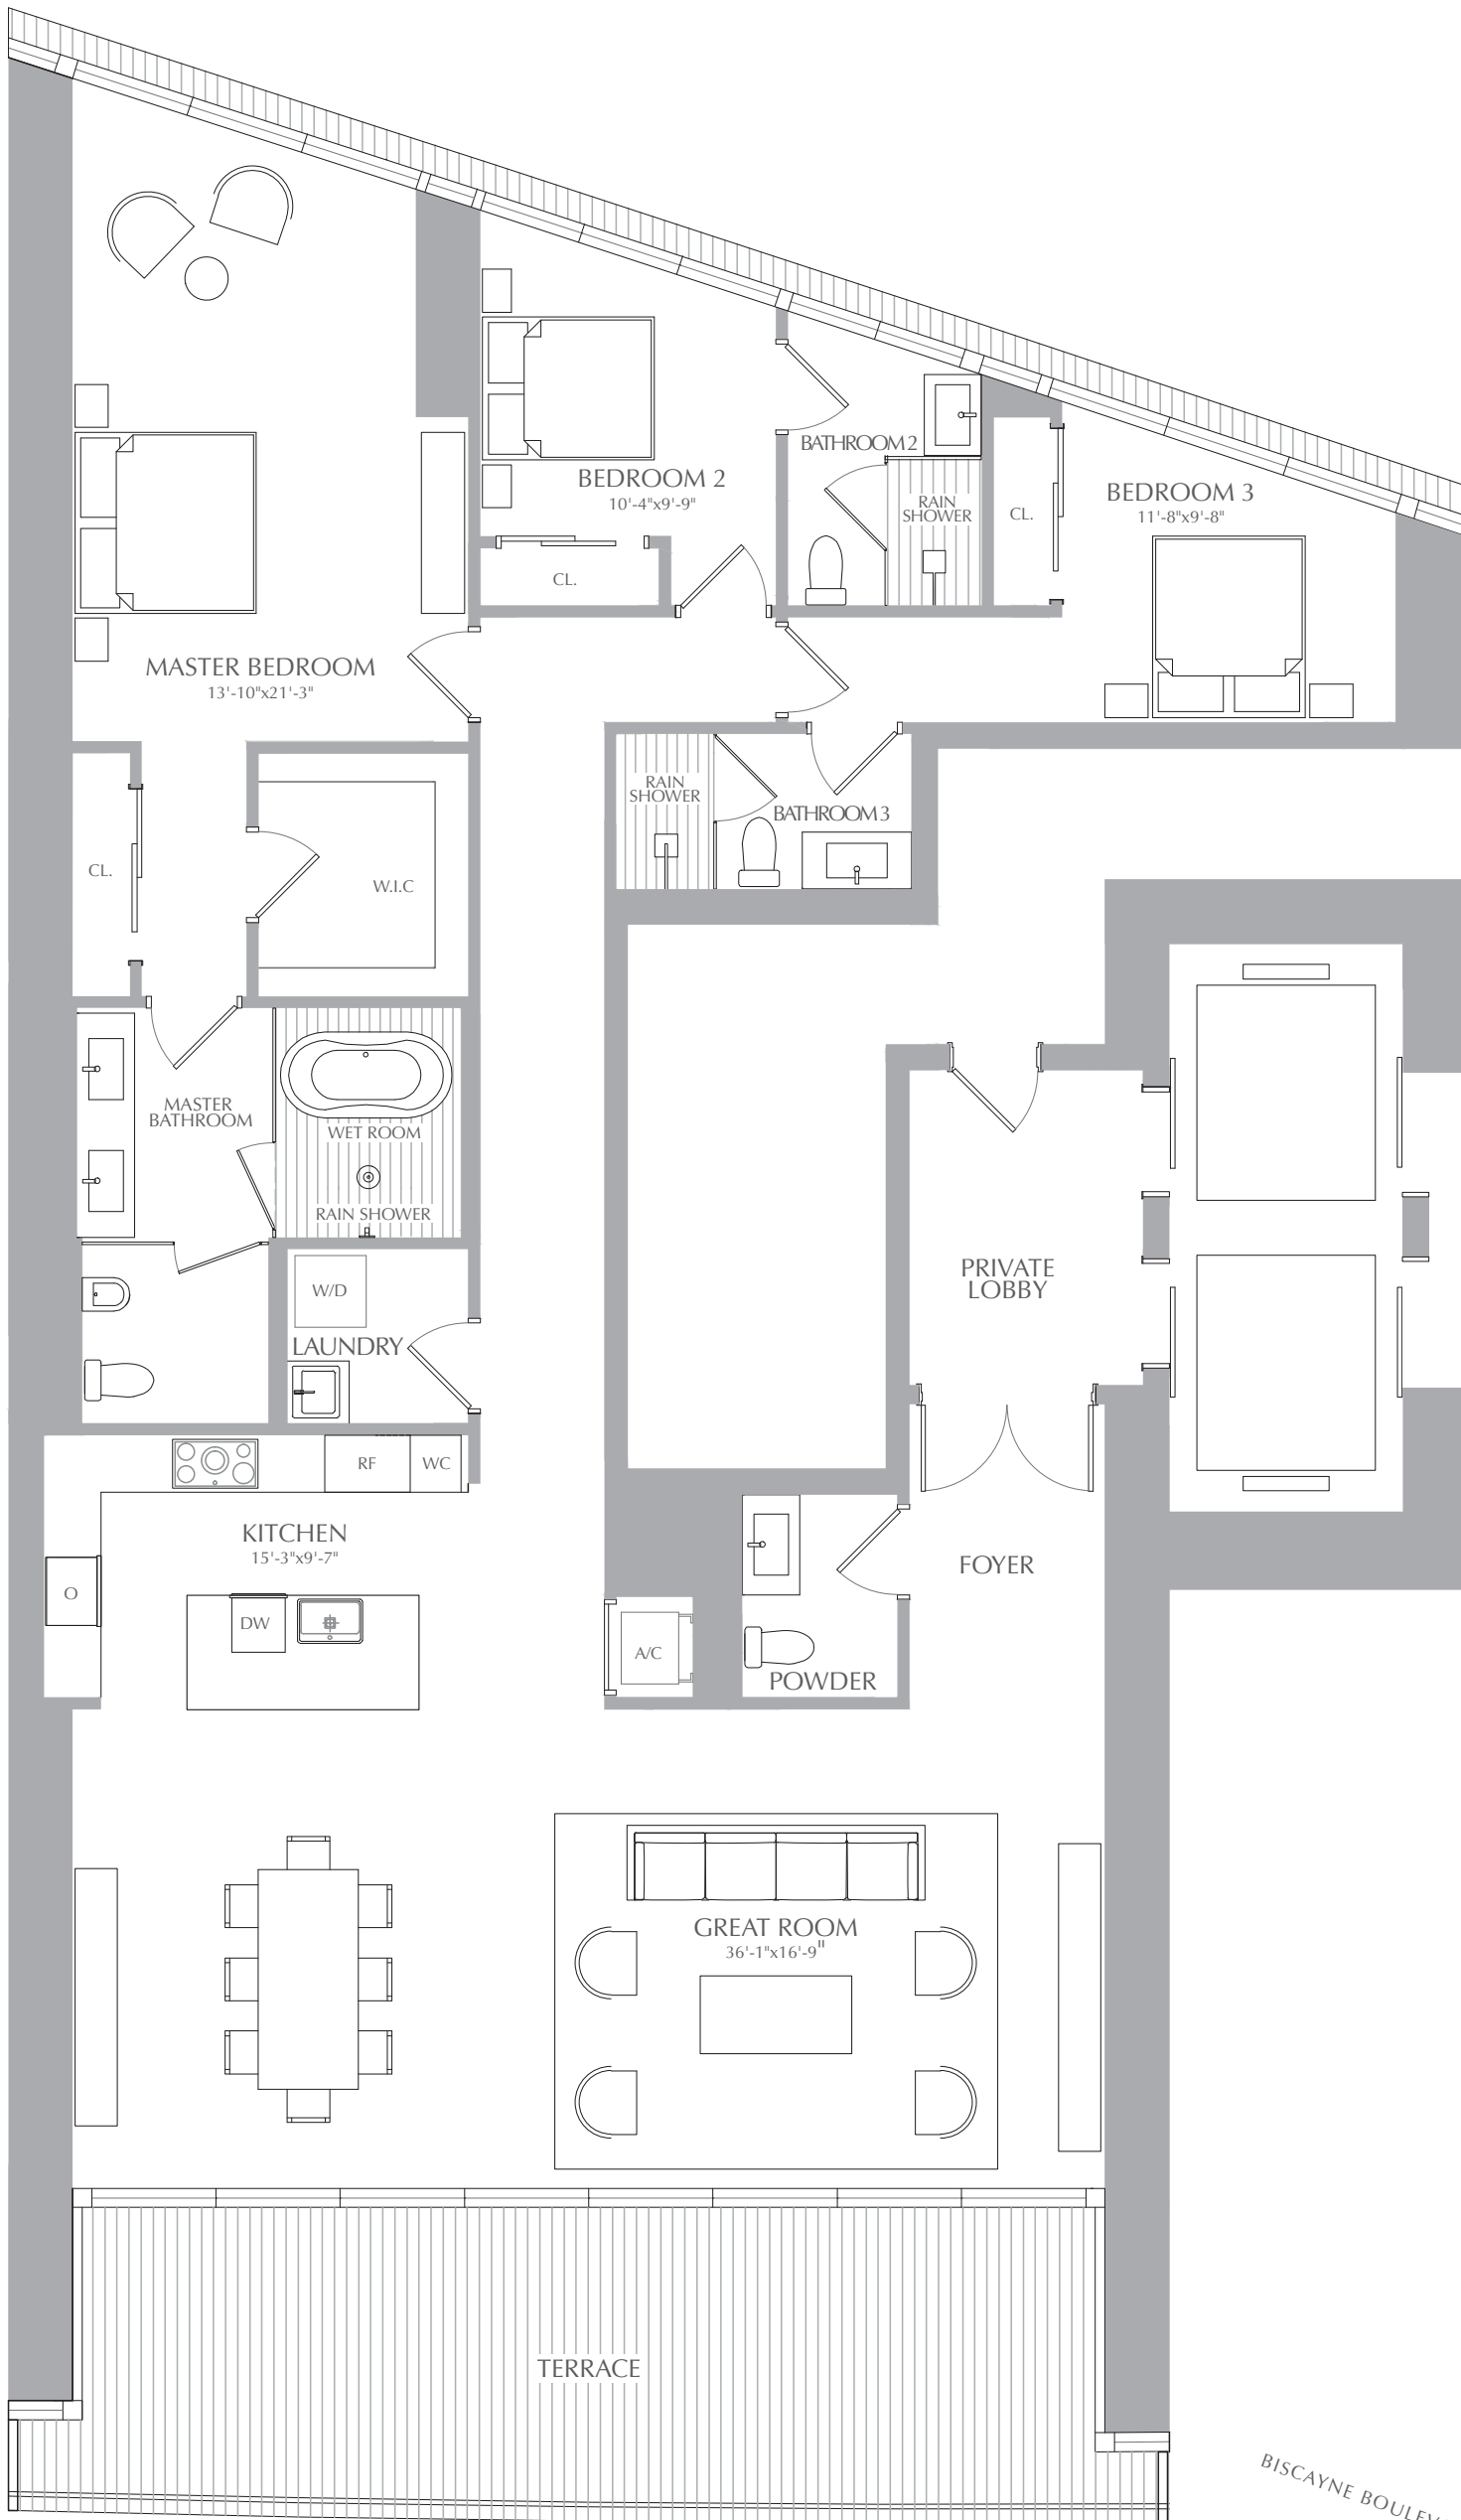 BATHROOM 2
BEDROOM 2
10'-4"x9'-9"
RAIN
SHOWER
CL.
BEDROOM 3
11'-8"x9'-8"
CL.
MASTER BEDROOM
13'-10"x21'-3"
RAIN
SHOWER
BATHROOM 3
CL.
W.I.C
MASTER
BATHROOM
WET ROOM
RAIN SHOWER
PRIVATE
LOBBY
W/D
LAUNDRY
RF
WC
KITCHEN
15'-3"x9'-7"
FOYER
O
DW
A/C
POWDER
GREAT ROOM
36'-1"x16'-9"
TERRACE
BISCAYNE